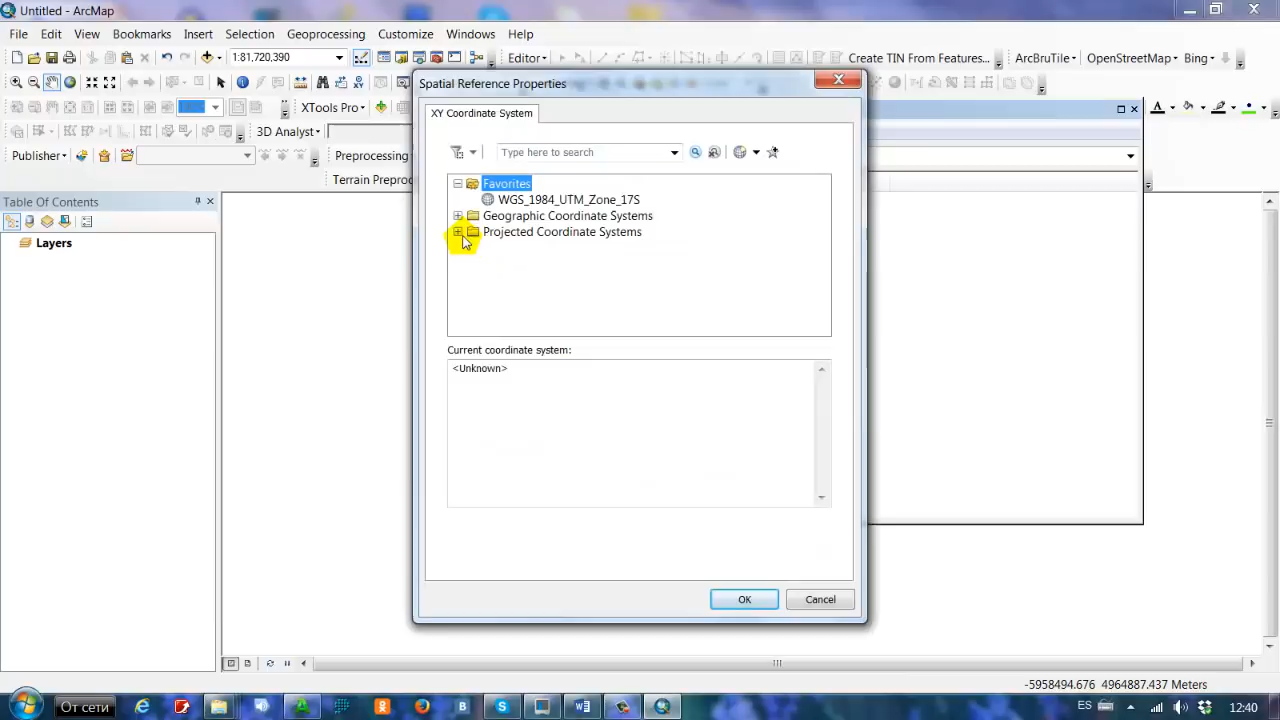 Untitled - ArcMap
File Edit View Bookmarks Insert Selection Geoprocessing Customize Windows Help
1:81,720,390 Editor Create TIN From Features... ArcBruTile OpenStreetMap Bing
XTools Pro
3D Analyst
Publisher Preprocessing
Terrain Preproc
Table Of Contents
Layers
Spatial Reference Properties
XY Coordinate System
Type here to search
Favorites
WGS_1984_UTM_Zone_17S
Geographic Coordinate Systems
Projected Coordinate Systems
Current coordinate system:
<Unknown>
OK Cancel
-5958494.676 4964887.437 Meters
От сети ES 12:40